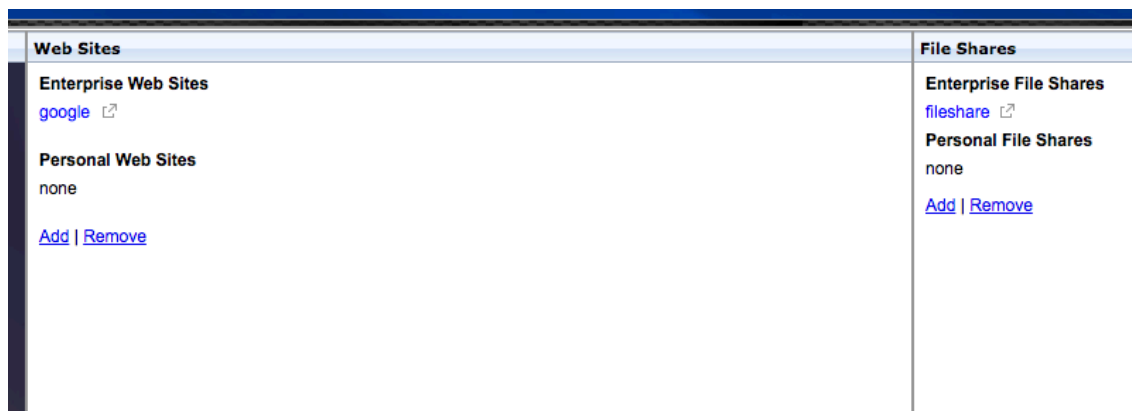 Web Sites
Enterprise Web Sites
google
Personal Web Sites
none
Add | Remove
File Shares
Enterprise File Shares
fileshare
Personal File Shares
none
Add | Remove